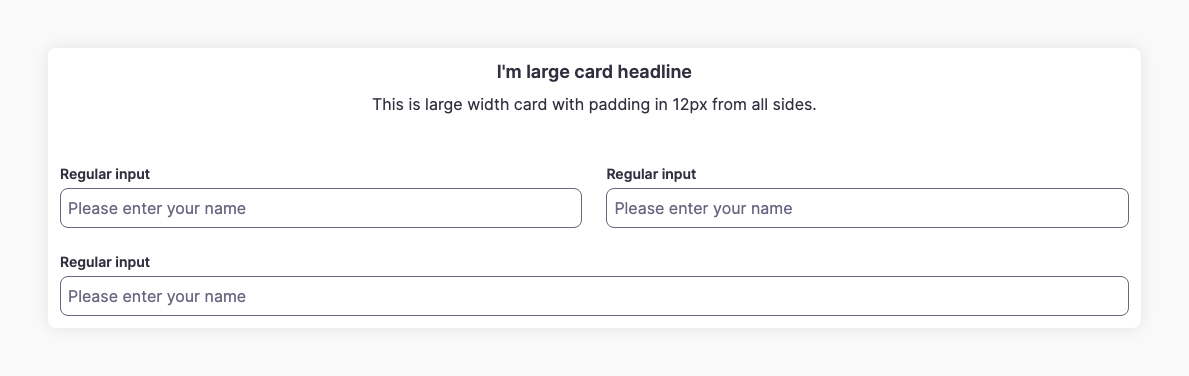 I'm large card headline
This is large width card with padding in 12px from all sides.
Regular input
Regular input
Please enter your name
Please enter your name
Regular input
Please enter your name